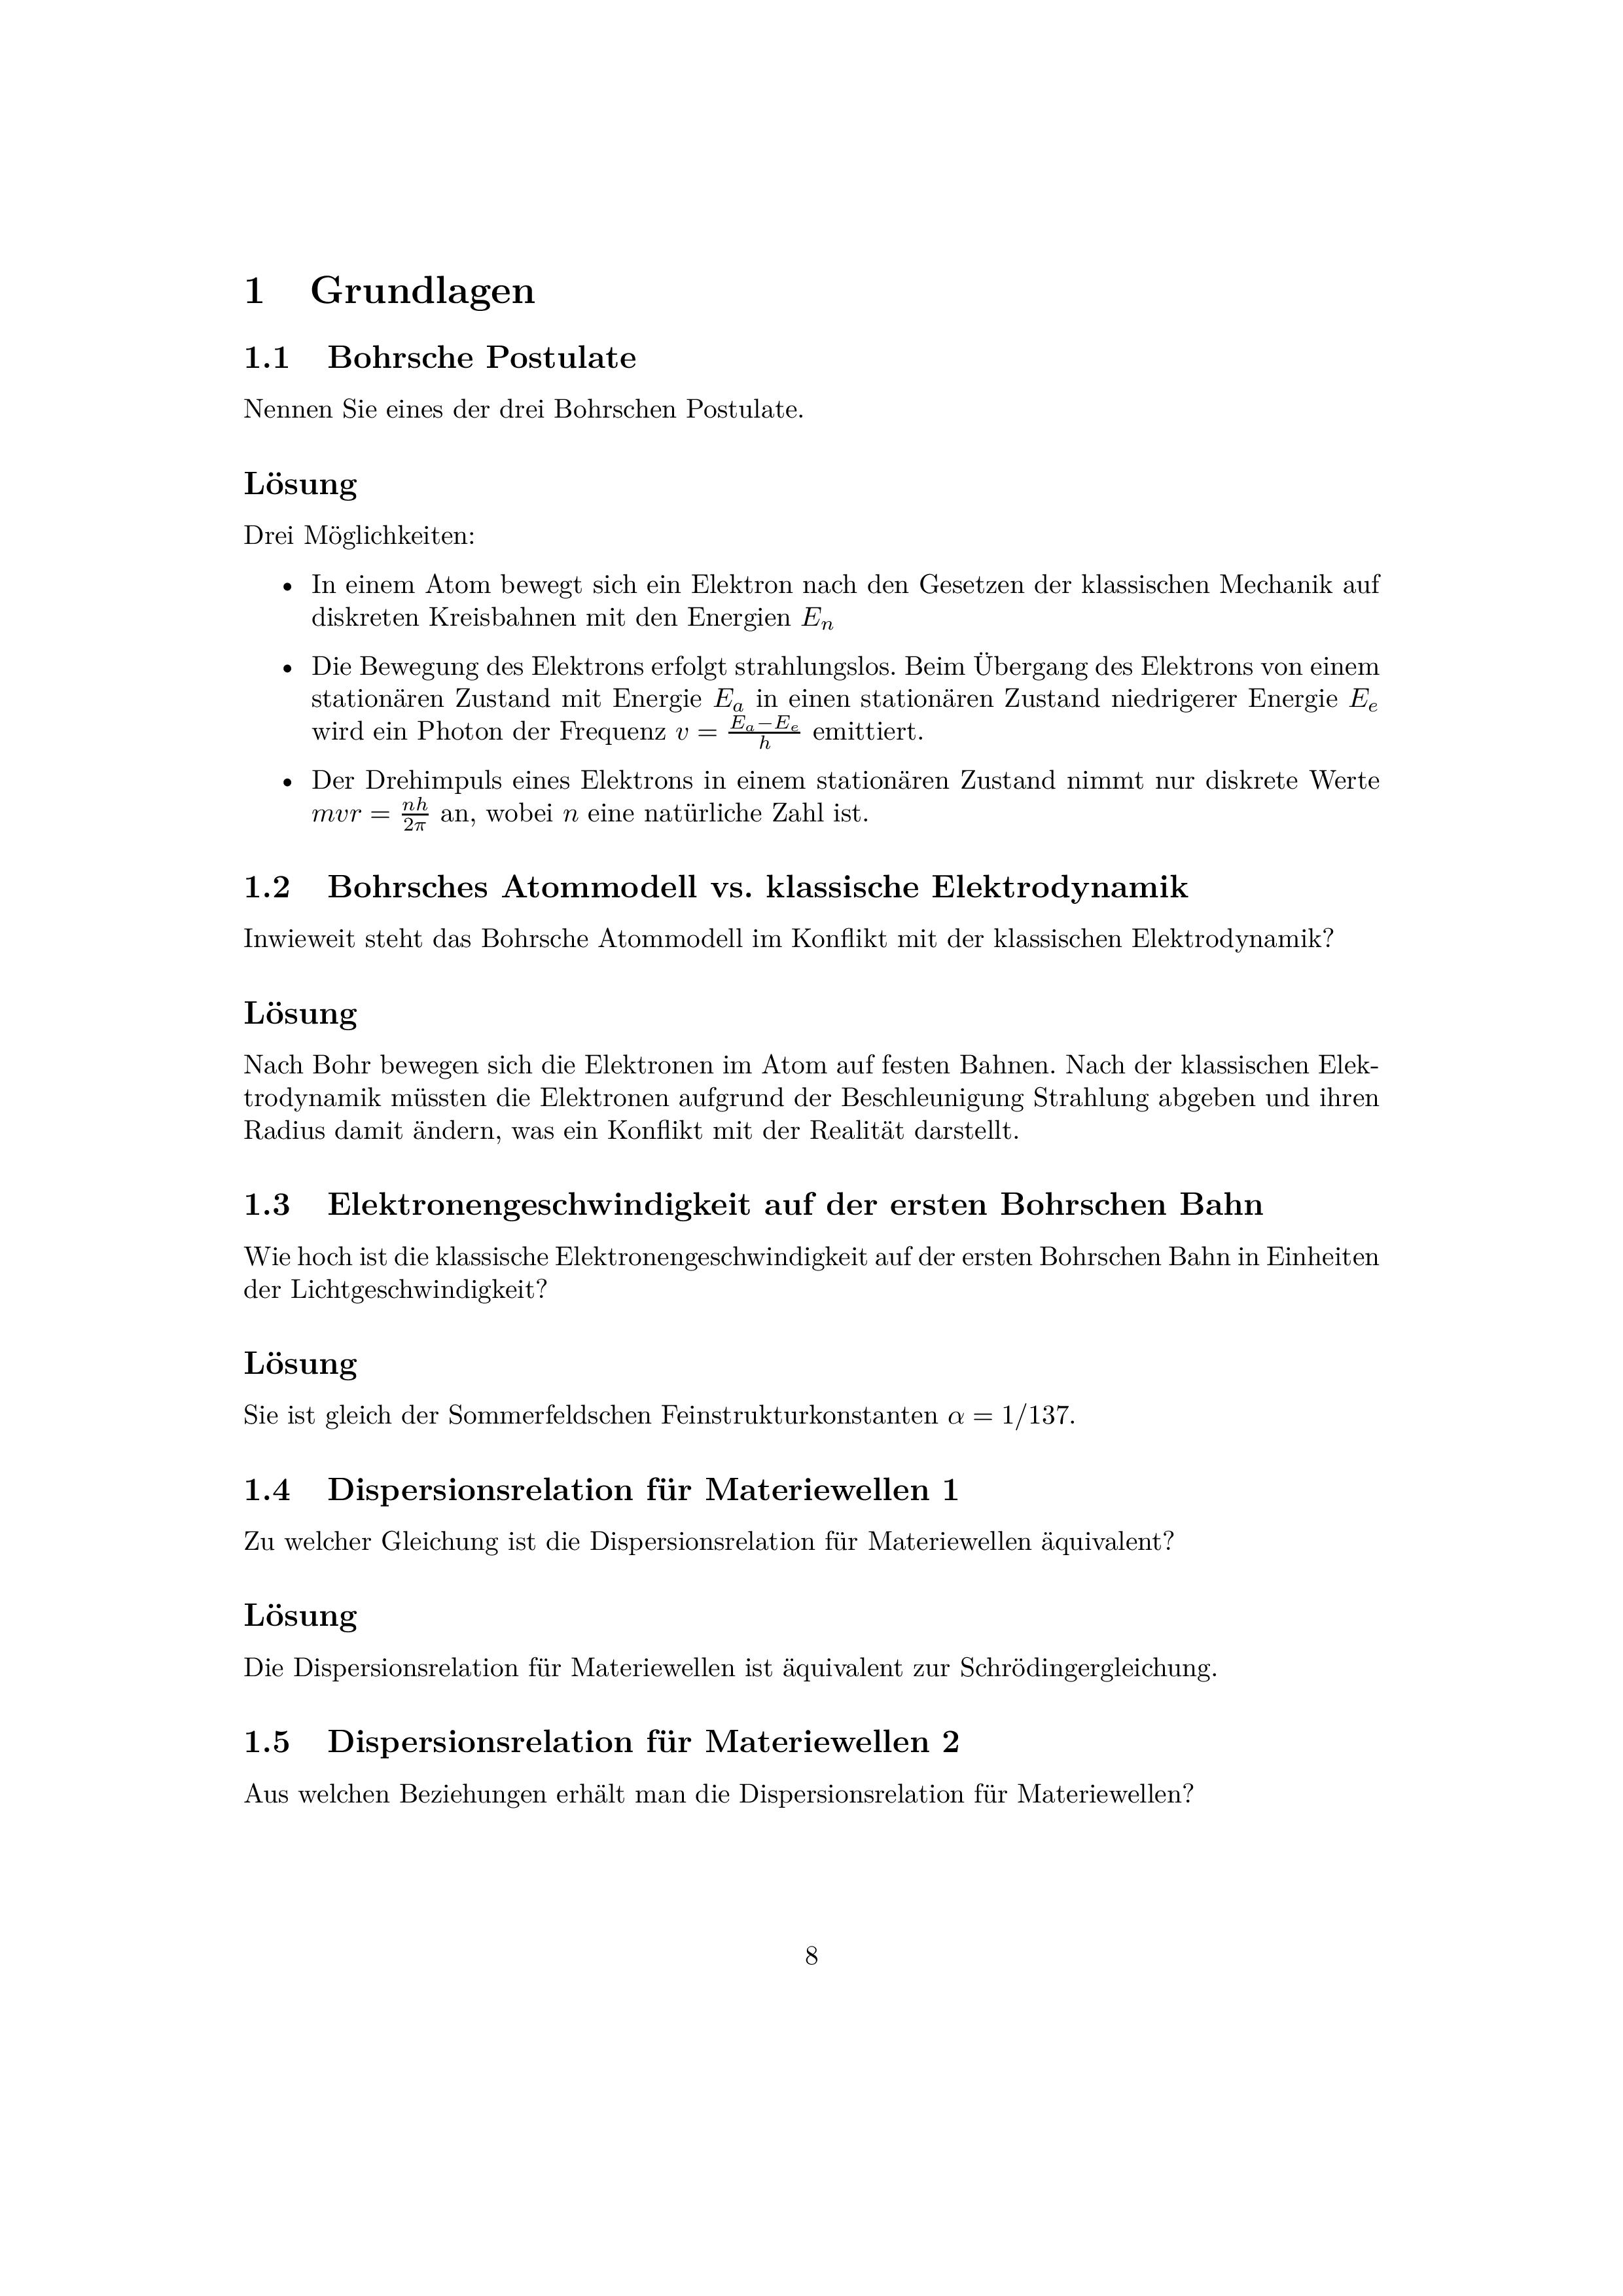 1 Grundlagen
1.1 Bohrsche Postulate
Nennen Sie eines der drei Bohrschen Postulate.
Lösung
Drei Möglichkeiten:
• In einem Atom bewegt sich ein Elektron nach den Gesetzen der klassischen Mechanik auf
diskreten Kreisbahnen mit den Energien $E_n$
• Die Bewegung des Elektrons erfolgt strahlungslos. Beim Übergang des Elektrons von einem
stationären Zustand mit Energie $E_a$ in einen stationären Zustand niedrigerer Energie $E_e$
wird ein Photon der Frequenz $v = \frac{E_a - E_e}{h}$ emittiert.
• Der Drehimpuls eines Elektrons in einem stationären Zustand nimmt nur diskrete Werte
$mvr = \frac{nh}{2\pi}$ an, wobei $n$ eine natürliche Zahl ist.
1.2 Bohrsches Atommodell vs. klassische Elektrodynamik
Inwieweit steht das Bohrsche Atommodell im Konflikt mit der klassischen Elektrodynamik?
Lösung
Nach Bohr bewegen sich die Elektronen im Atom auf festen Bahnen. Nach der klassischen Elek-
trodynamik müssten die Elektronen aufgrund der Beschleunigung Strahlung abgeben und ihren
Radius damit ändern, was ein Konflikt mit der Realität darstellt.
1.3 Elektronengeschwindigkeit auf der ersten Bohrschen Bahn
Wie hoch ist die klassische Elektronengeschwindigkeit auf der ersten Bohrschen Bahn in Einheiten
der Lichtgeschwindigkeit?
Lösung
Sie ist gleich der Sommerfeldschen Feinstrukturkonstanten $\alpha = 1/137$.
1.4 Dispersionsrelation für Materiewellen 1
Zu welcher Gleichung ist die Dispersionsrelation für Materiewellen äquivalent?
Lösung
Die Dispersionsrelation für Materiewellen ist äquivalent zur Schrödingergleichung.
1.5 Dispersionsrelation für Materiewellen 2
Aus welchen Beziehungen erhält man die Dispersionsrelation für Materiewellen?
8